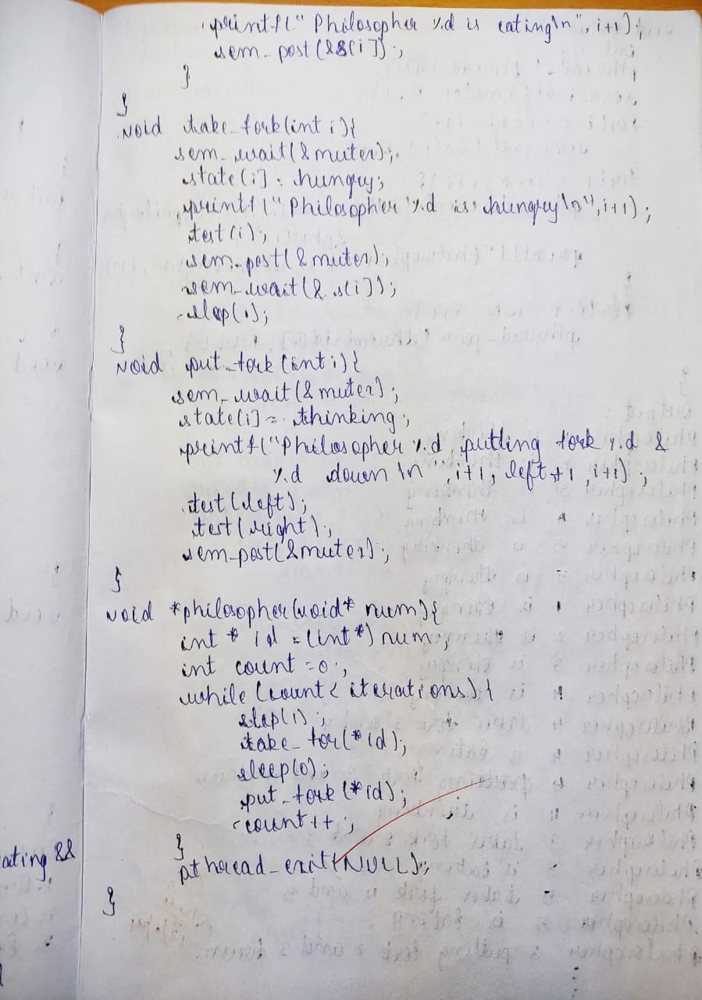 printf(" Philosopher %d is eating\n", i+1);
sem_post(&S[i]);
}
}
void take_fork(int i){
sem_wait(&mutex);
state[i] = hungry;
printf("Philosopher %d is hungry\n", i+1);
test(i);
sem_post(&mutex);
sem_wait(&s[i]);
sleep(1);
}
void put_fork(int i){
sem_wait(&mutex);
state[i] = thinking;
printf("Philosopher %d putting fork %d &
%d down\n", i+1, left+1, i+1);
test(left);
test(right);
sem_post(&mutex);
}
void *philosopher(void* num){
int * id = (int*) num;
int count = 0;
while (count < iterations){
sleep(1);
take_for(*id);
sleep(0);
put_fork(*id);
count++;
ating &&
}
pthread_exit(NULL);
}